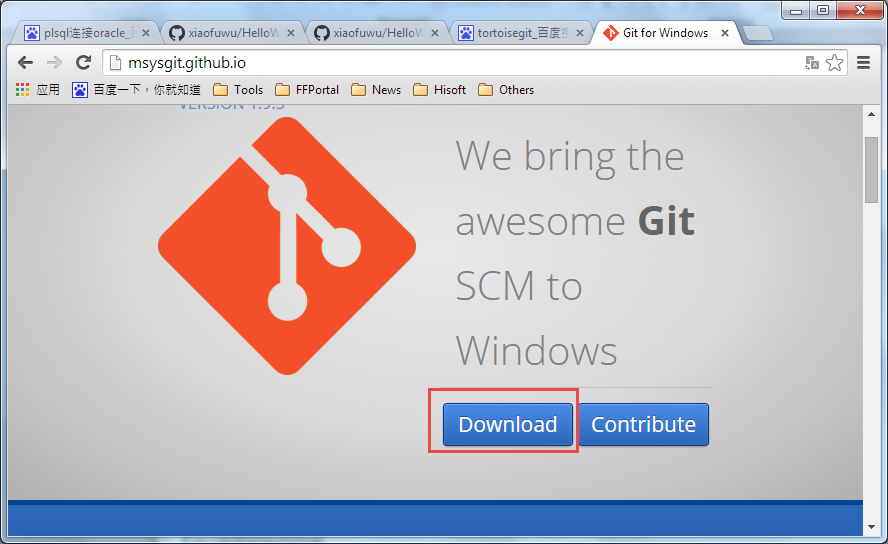 plsql连接oracle_
xiaofuwu/HelloW
xiaofuwu/HelloW
tortoisegit_百度搜
Git for Windows
msysgit.github.io
应用
百度一下，你就知道
Tools
FFPortal
News
Hisoft
Others
VERSION 1.9.5
We bring the
awesome Git
SCM to
Windows
Download
Contribute